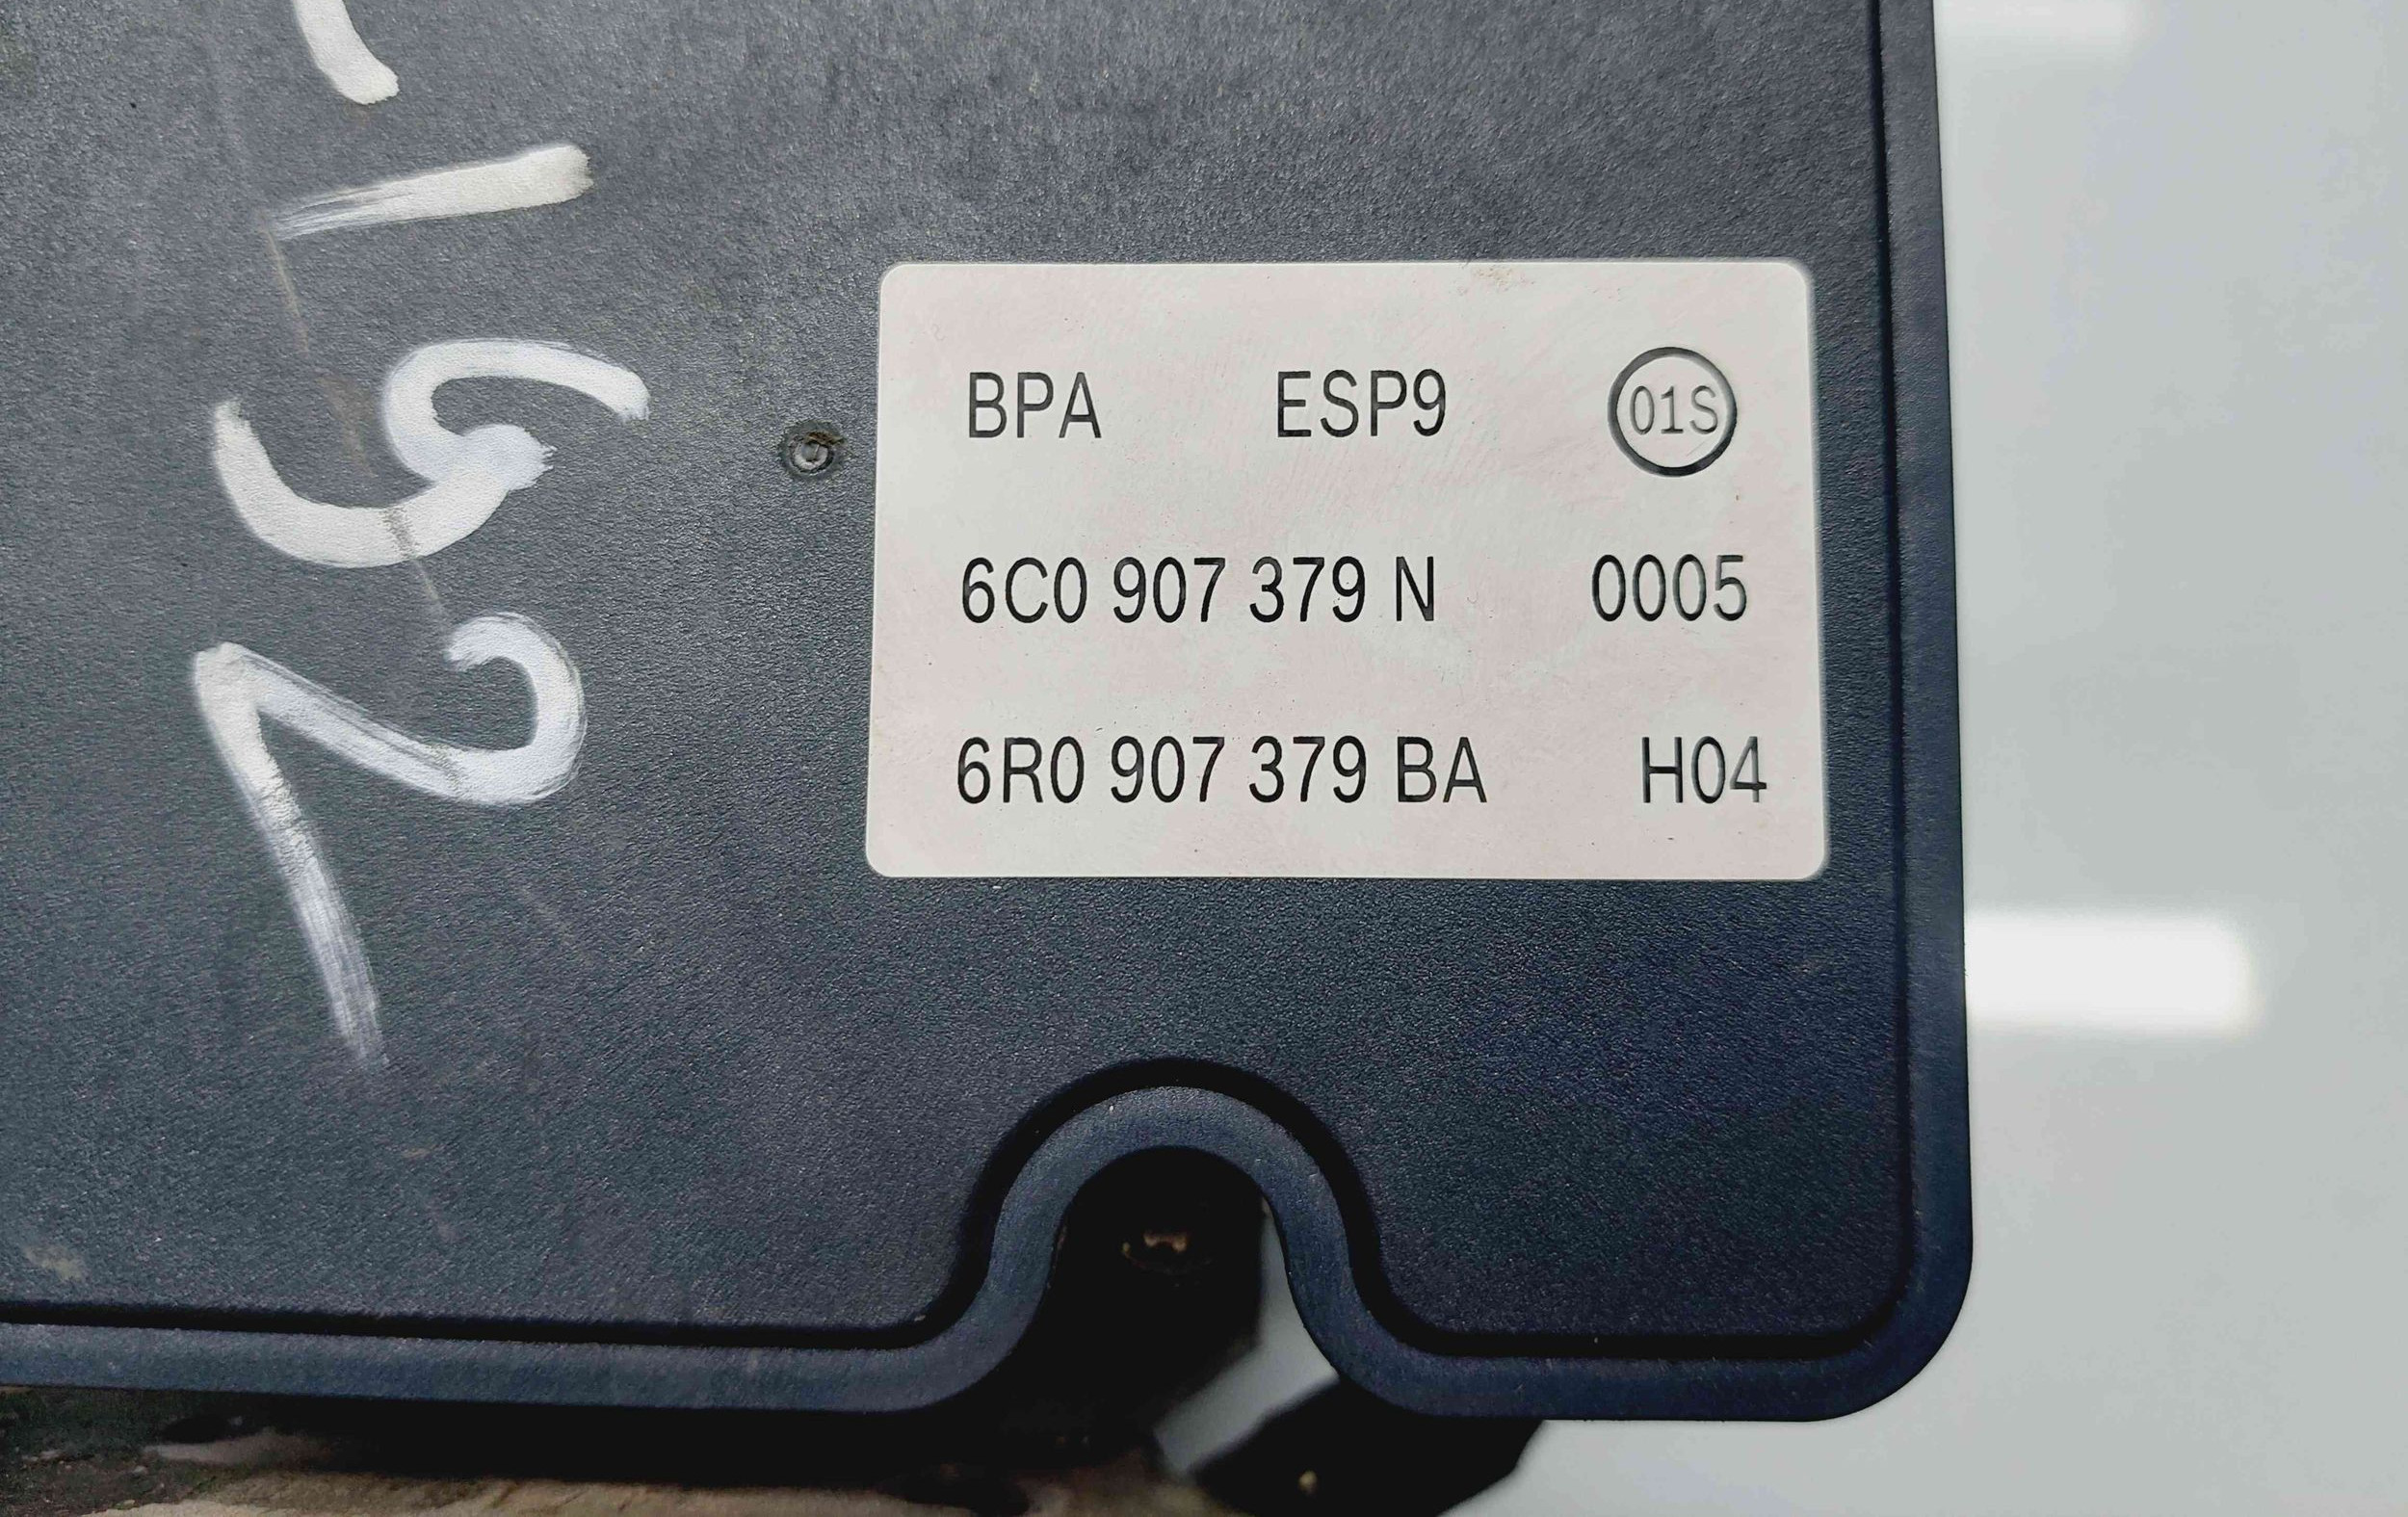 BPA ESP9 01S
6C0 907 379 N 0005
6R0 907 379 BA H04